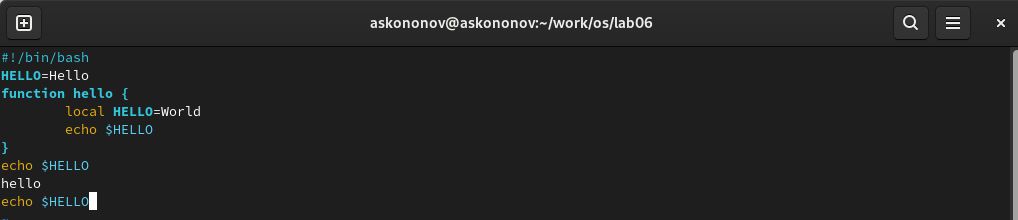 askononov@askononov:~/work/os/lab06
#!/bin/bash
HELLO=Hello
function hello {
        local HELLO=World
        echo $HELLO
}
echo $HELLO
hello
echo $HELLO